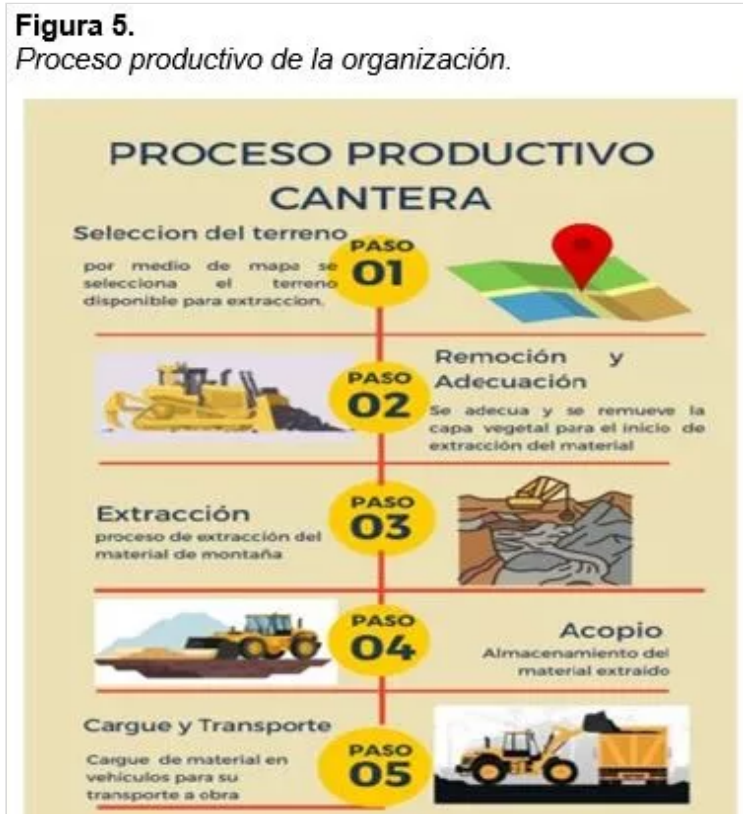 Figura 5.
Proceso productivo de la organización.
PROCESO PRODUCTIVO
CANTERA
Seleccion del terreno
por medio de mapa se
selecciona el terreno
disponible para extraccion.
PASO
01
PASO
02
Remoción y
Adecuación
Se adecua y se remueve la
capa vegetal para el inicio de
extracción del material
Extracción
proceso de extracción del
material de montaña
PASO
03
PASO
04
Acopio
Almacenamiento del
material extraido
Cargue y Transporte
Cargue de material en
vehículos para su
transporte a obra
PASO
05